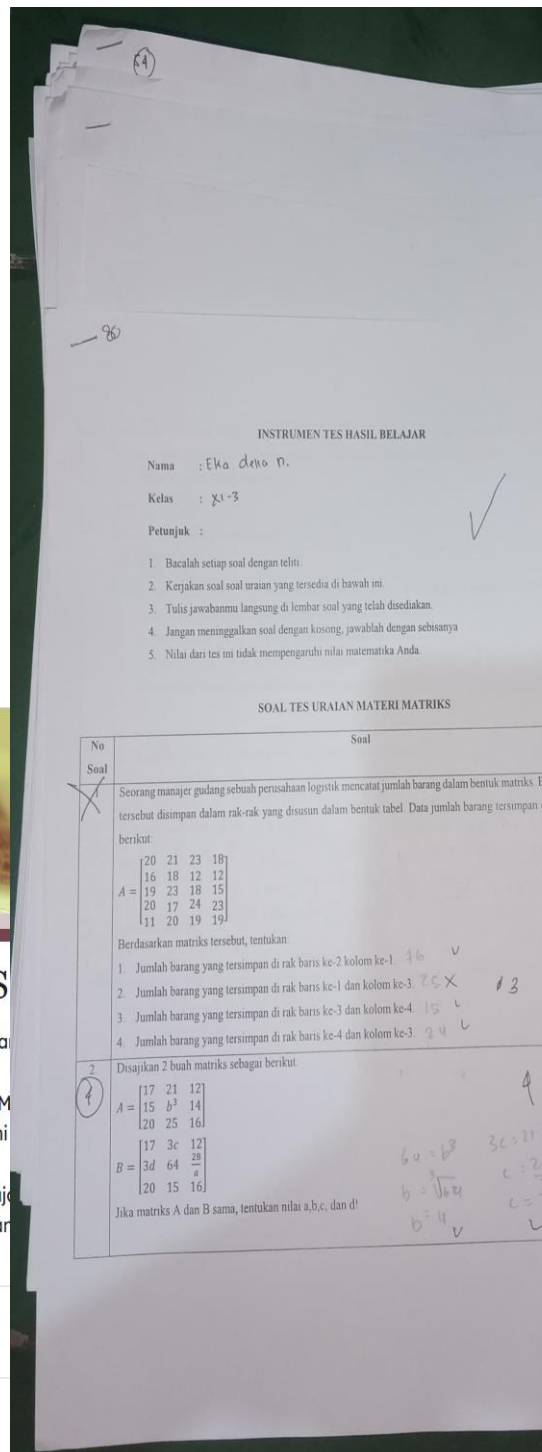 80
INSTRUMEN TES HASIL BELAJAR
Nama : Eka dena n.
Kelas : XI-3
Petunjuk :
1. Bacalah setiap soal dengan teliti.
2. Kerjakan soal soal uraian yang tersedia di bawah ini.
3. Tulis jawabanmu langsung di lembar soal yang telah disediakan.
4. Jangan meninggalkan soal dengan kosong, jawablah dengan sebisanya
5. Nilai dari tes ini tidak mempengaruhi nilai matematika Anda.
SOAL TES URAIAN MATERI MATRIKS
No Soal
Soal
Seorang manajer gudang sebuah perusahaan logistik mencatat jumlah barang dalam bentuk matriks. B
tersebut disimpan dalam rak-rak yang disusun dalam bentuk tabel. Data jumlah barang tersimpan
berikut:
20 21 23 18
16 18 12 12
A = 19 23 18 15
20 17 24 23
11 20 19 19
Berdasarkan matriks tersebut, tentukan:
1. Jumlah barang yang tersimpan di rak baris ke-2 kolom ke-1. 16
2. Jumlah barang yang tersimpan di rak baris ke-1 dan kolom ke-3. 25 X 3
3. Jumlah barang yang tersimpan di rak baris ke-3 dan kolom ke-4. 15
4. Jumlah barang yang tersimpan di rak baris ke-4 dan kolom ke-3. 24
2 Disajikan 2 buah matriks sebagai berikut.
4
17 21 12
A = 15 b³ 14
20 25 16
4
17 3c 12
B = 3d 64 28/a
20 15 16
Jika matriks A dan B sama, tentukan nilai a,b,c, dan d!
64 = b³
b = ³√64
b = 4
3c = 21
c =
c =